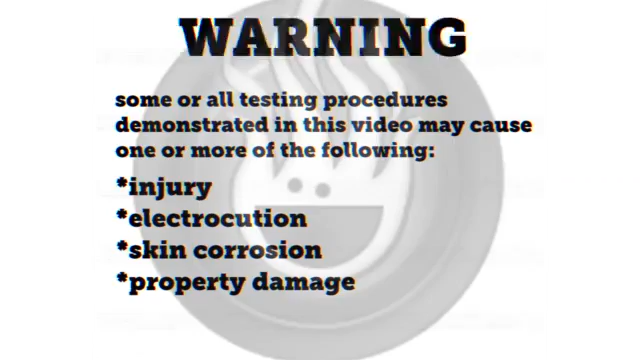 WARNING
some or all testing procedures
demonstrated in this video may cause
one or more of the following:
*injury
*electrocution
*skin corrosion
*property damage